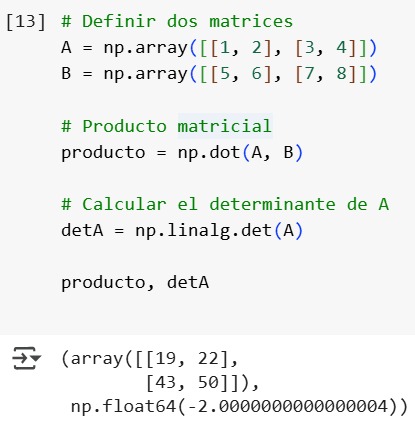 [13] # Definir dos matrices
A = np.array([[1, 2], [3, 4]])
B = np.array([[5, 6], [7, 8]])
# Producto matricial
producto = np.dot(A, B)
# Calcular el determinante de A
detA = np.linalg.det(A)
producto, detA
(array([[19, 22],
[43, 50]]),
np.float64(-2.0000000000000004))